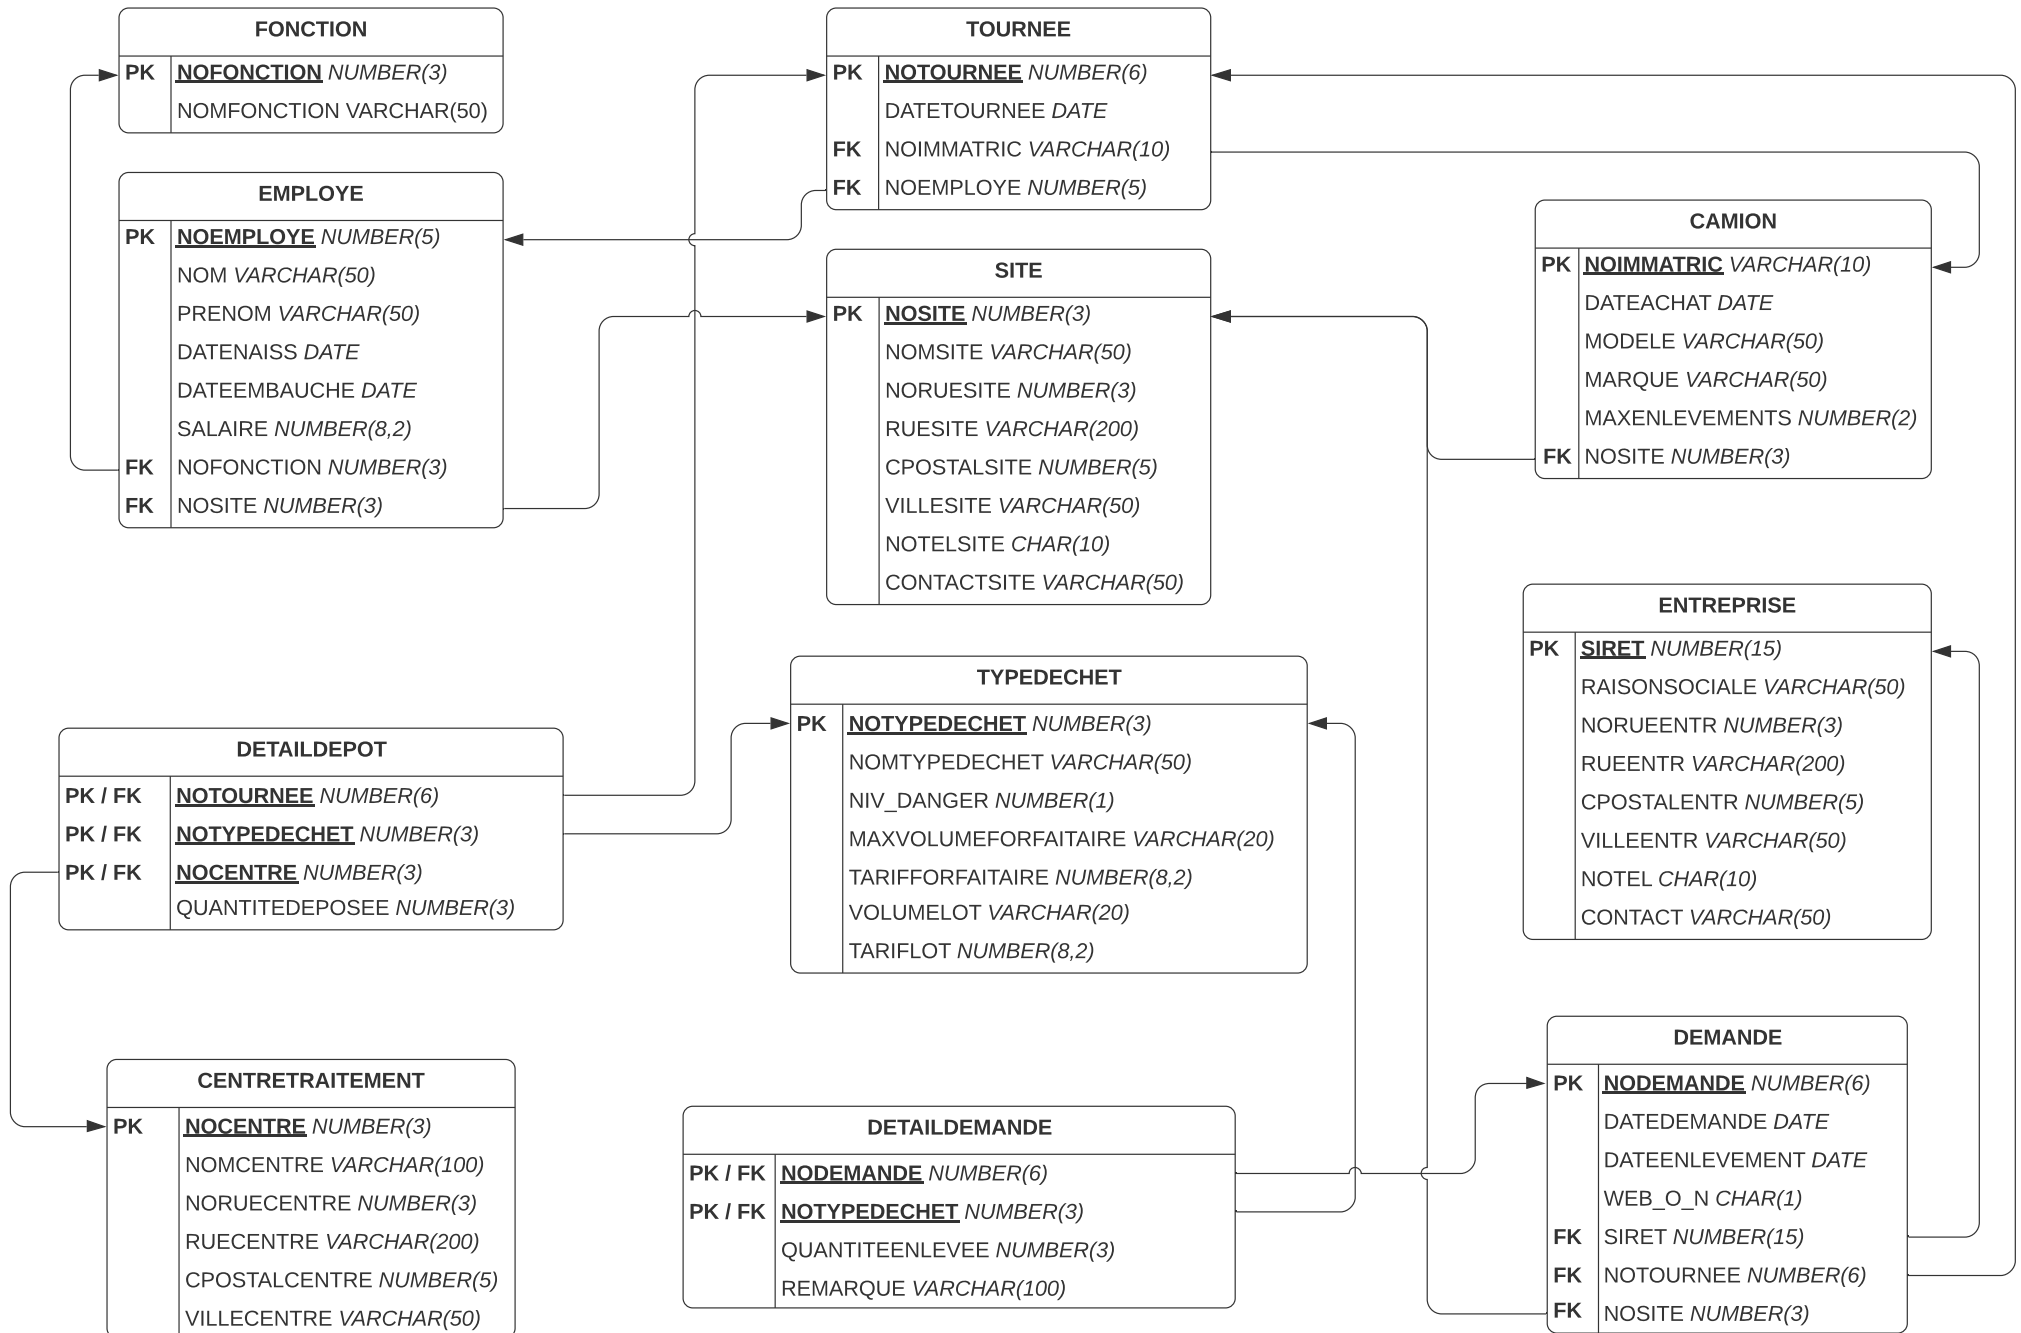 FONCTION
PK NOFONCTION NUMBER(3)
NOMFONCTION VARCHAR(50)
EMPLOYE
PK NOEMPLOYE NUMBER(5)
NOM VARCHAR(50)
PRENOM VARCHAR(50)
DATENAISS DATE
DATEEMBAUCHE DATE
SALAIRE NUMBER(8,2)
FK NOFONCTION NUMBER(3)
FK NOSITE NUMBER(3)
TOURNEE
PK NOTOURNEE NUMBER(6)
DATETOURNEE DATE
FK NOIMMATRIC VARCHAR(10)
FK NOEMPLOYE NUMBER(5)
SITE
PK NOSITE NUMBER(3)
NOMSITE VARCHAR(50)
NORUESITE NUMBER(3)
RUESITE VARCHAR(200)
CPOSTALSITE NUMBER(5)
VILLESITE VARCHAR(50)
NOTELSITE CHAR(10)
CONTACTSITE VARCHAR(50)
CAMION
PK NOIMMATRIC VARCHAR(10)
DATEACHAT DATE
MODELE VARCHAR(50)
MARQUE VARCHAR(50)
MAXENLEVEMENTS NUMBER(2)
FK NOSITE NUMBER(3)
ENTREPRISE
PK SIRET NUMBER(15)
RAISONSOCIALE VARCHAR(50)
NORUEENTR NUMBER(3)
RUEENTR VARCHAR(200)
CPOSTALENTR NUMBER(5)
VILLEENTR VARCHAR(50)
NOTEL CHAR(10)
CONTACT VARCHAR(50)
TYPEDECHET
PK NOTYPEDECHET NUMBER(3)
NOMTYPEDECHET VARCHAR(50)
NIV_DANGER NUMBER(1)
MAXVOLUMEFORFAITAIRE VARCHAR(20)
TARIFFORFAITAIRE NUMBER(8,2)
VOLUMELOT VARCHAR(20)
TARIFLOT NUMBER(8,2)
DETAILDEPOT
PK / FK NOTOURNEE NUMBER(6)
PK / FK NOTYPEDECHET NUMBER(3)
PK / FK NOCENTRE NUMBER(3)
QUANTITEDEPOSEE NUMBER(3)
CENTRETRAITEMENT
PK NOCENTRE NUMBER(3)
NOMCENTRE VARCHAR(100)
NORUECENTRE NUMBER(3)
RUECENTRE VARCHAR(200)
CPOSTALCENTRE NUMBER(5)
VILLECENTRE VARCHAR(50)
DETAILDEMANDE
PK / FK NODEMANDE NUMBER(6)
PK / FK NOTYPEDECHET NUMBER(3)
QUANTITEENLEVEE NUMBER(3)
REMARQUE VARCHAR(100)
DEMANDE
PK NODEMANDE NUMBER(6)
DATEDEMANDE DATE
DATEENLEVEMENT DATE
WEB_O_N CHAR(1)
FK SIRET NUMBER(15)
FK NOTOURNEE NUMBER(6)
FK NOSITE NUMBER(3)